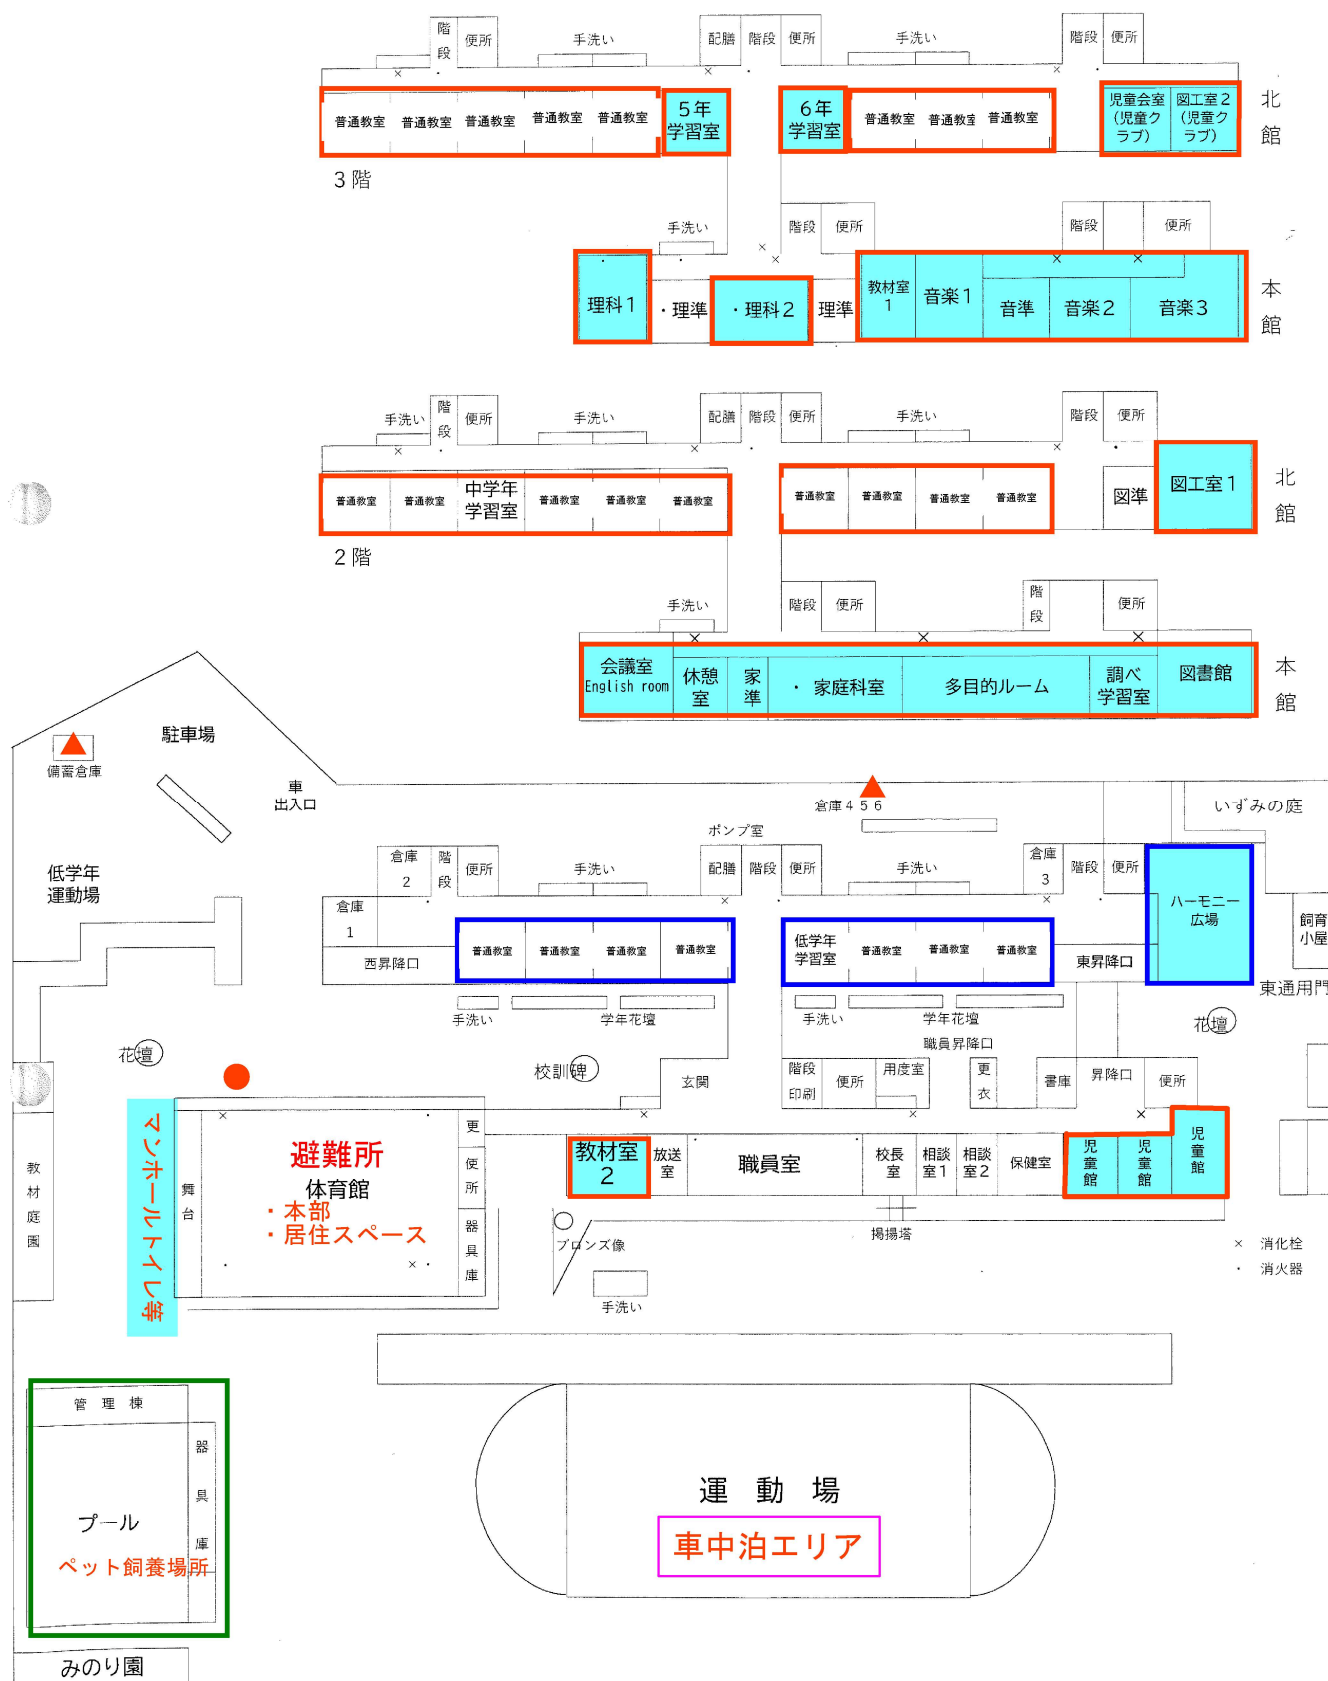 階段
便所
手洗い
配膳
階段
便所
手洗い
階段
便所
普通教室
普通教室
普通教室
普通教室
普通教室
5年
学習室
6年
学習室
普通教室
普通教室
普通教室
児童会室
(児童ク
ラブ)
図工室2
(児童ク
ラブ)
北館
3階
手洗い
階段
便所
階段
便所
理科1
・理準
・理科2
理準
教材室
1
音楽1
音準
音楽2
音楽3
本館
手洗い
階段
便所
手洗い
配膳
階段
便所
手洗い
階段
便所
普通教室
普通教室
中学年
学習室
普通教室
普通教室
普通教室
普通教室
普通教室
普通教室
普通教室
図準
図工室1
北館
2階
手洗い
階段
便所
階段
便所
会議室
English room
休憩
室
家
準
・家庭科室
多目的ルーム
調べ
学習室
図書館
本館
駐車場
備蓄倉庫
車
出入口
倉庫456
いずみの庭
ポンプ室
低学年
運動場
倉庫
2
階段
便所
手洗い
配膳
階段
便所
手洗い
倉庫
3
階段
便所
ハーモニー
広場
倉庫
1
飼育
小屋
西昇降口
普通教室
普通教室
普通教室
普通教室
低学年
学習室
普通教室
普通教室
普通教室
東昇降口
東通用門
手洗い
学年花壇
手洗い
学年花壇
花壇
職員昇降口
花壇
校訓碑
玄関
階段
印刷
便所
用度室
更衣
書庫
昇降口
便所
マンホールトイレ等
舞台
避難所
体育館
・本部
・居住スペース
更
便所
器具庫
教材室
2
放送
室
職員室
校長
室
相談
室1
相談
室2
保健室
児童館
児童館
児童館
教材庭園
ブロンズ像
掲揚塔
× 消化栓
・ 消火器
手洗い
管理棟
器具庫
プール
ペット飼養場所
運動場
車中泊エリア
みのり園